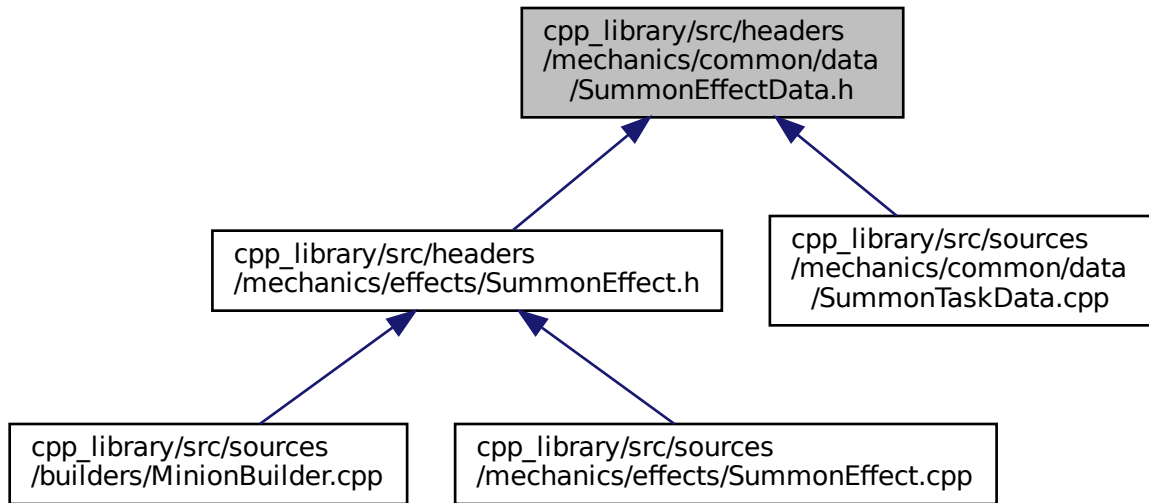 cpp_library/src/headers
/mechanics/common/data
/SummonEffectData.h
cpp_library/src/headers
/mechanics/effects/SummonEffect.h
cpp_library/src/sources
/mechanics/common/data
/SummonTaskData.cpp
cpp_library/src/sources
/builders/MinionBuilder.cpp
cpp_library/src/sources
/mechanics/effects/SummonEffect.cpp